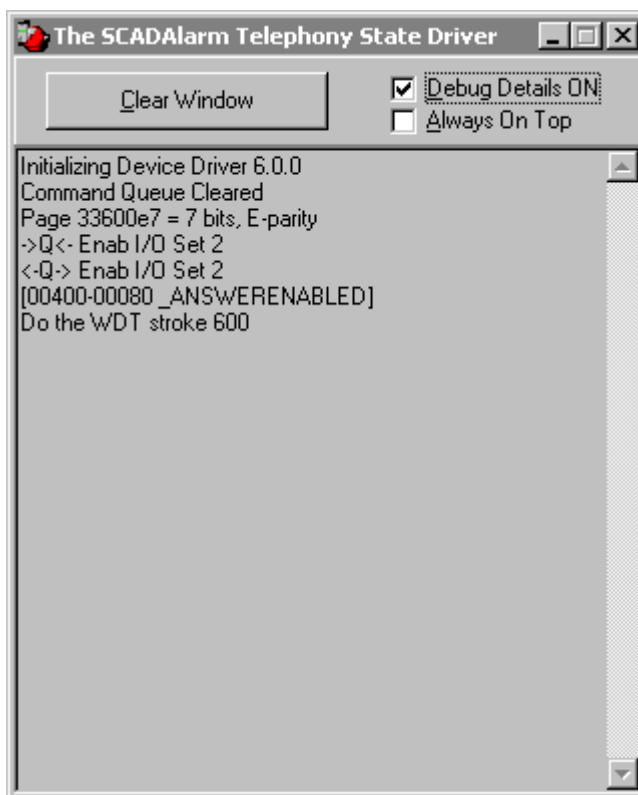 The SCADAlarm Telephony State Driver
Clear Window
Debug Details ON
Always On Top
Initializing Device Driver 6.0.0
Command Queue Cleared
Page 33600e7 = 7 bits, E-parity
->Q<- Enab I/O Set 2
<-Q-> Enab I/O Set 2
[00400-00080 _ANSWERENABLED]
Do the WDT stroke 600